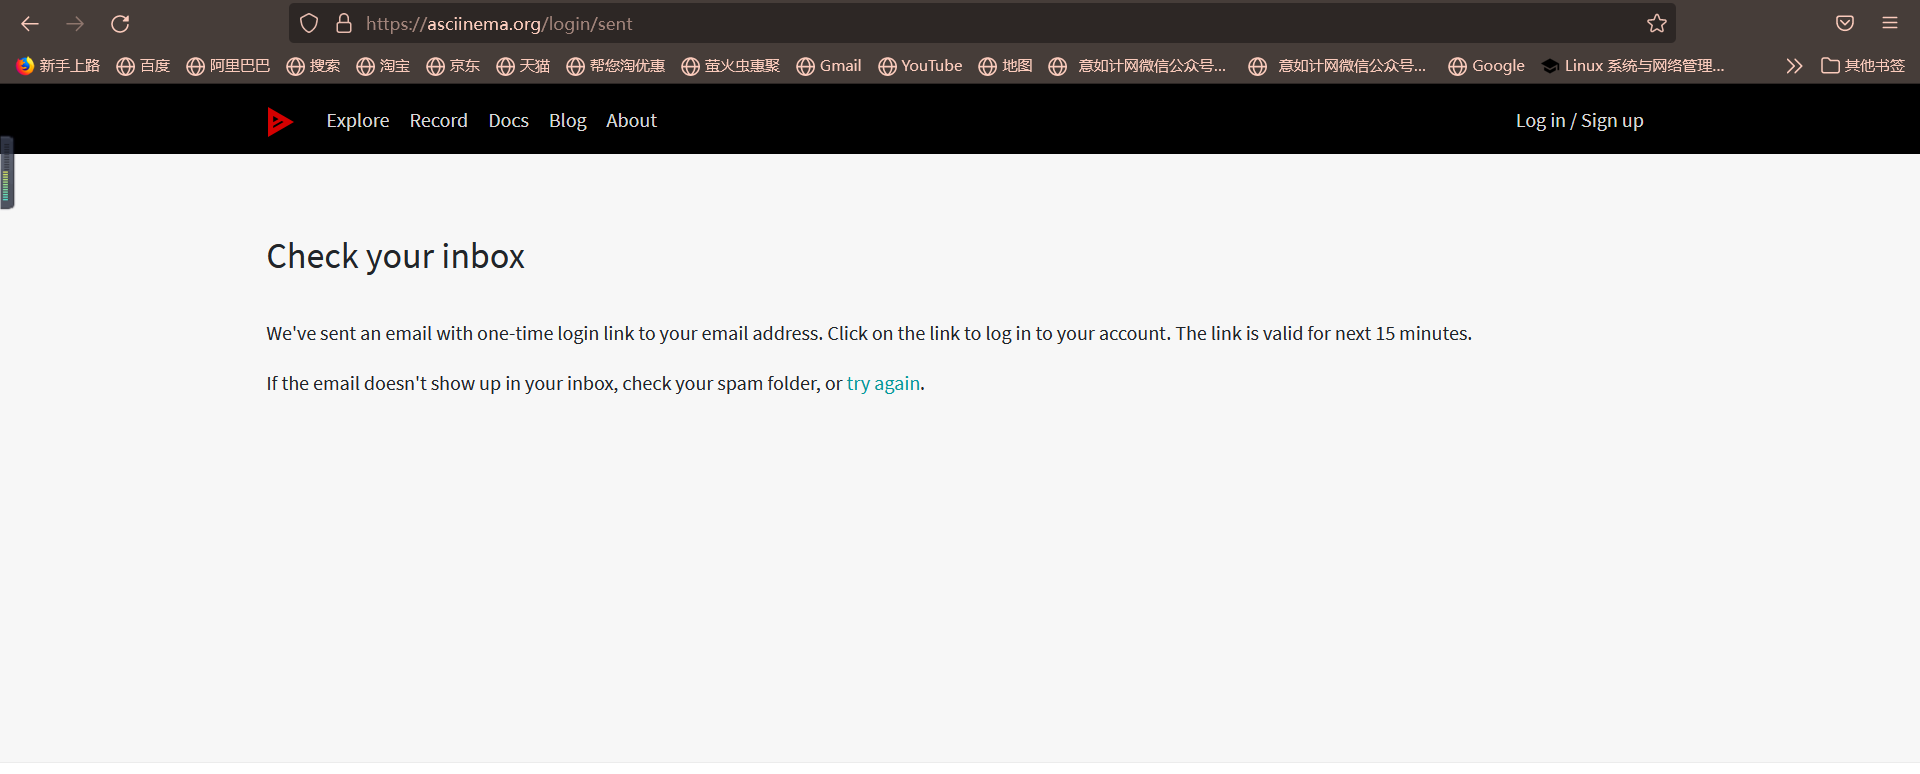 https://asciinema.org/login/sent
新手上路 百度 阿里巴巴 搜索 淘宝 京东 天猫 帮您淘优惠 萤火虫惠聚 Gmail YouTube 地图 意如计网微信公众号... 意如计网微信公众号... Google Linux 系统与网络管理... 其他书签
Explore Record Docs Blog About Log in / Sign up
Check your inbox
We've sent an email with one-time login link to your email address. Click on the link to log in to your account. The link is valid for next 15 minutes.
If the email doesn't show up in your inbox, check your spam folder, or try again.